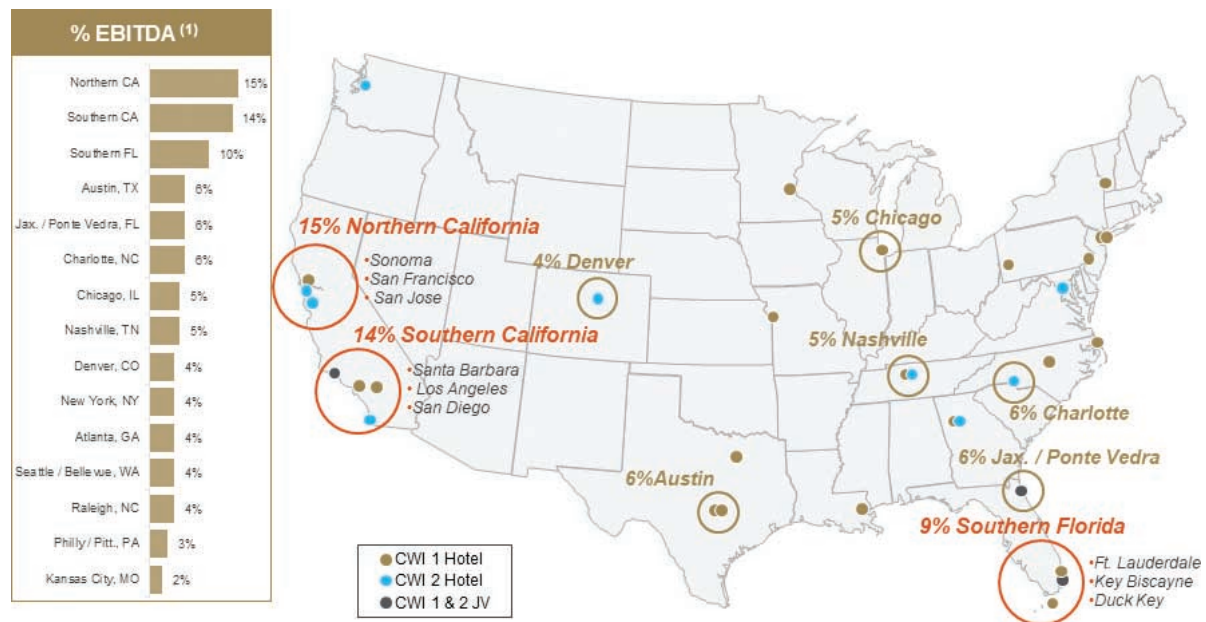 % EBITDA (1)
Northern CA 15%
Southern CA 14%
Southern FL 10%
Austin, TX 6%
Jax. / Ponte Vedra, FL 6%
Charlotte, NC 6%
Chicago, IL 5%
Nashville, TN 5%
Denver, CO 4%
New York, NY 4%
Atlanta, GA 4%
Seattle / Bellevue, WA 4%
Raleigh, NC 4%
Philly / Pitt., PA 3%
Kansas City, MO 2%
15% Northern California
•Sonoma
•San Francisco
•San Jose
14% Southern California
•Santa Barbara
•Los Angeles
•San Diego
4% Denver
5% Chicago
5% Nashville
6% Charlotte
6%Austin
6% Jax. / Ponte Vedra
9% Southern Florida
•Ft. Lauderdale
•Key Biscayne
•Duck Key
CWI 1 Hotel
CWI 2 Hotel
CWI 1 & 2 JV